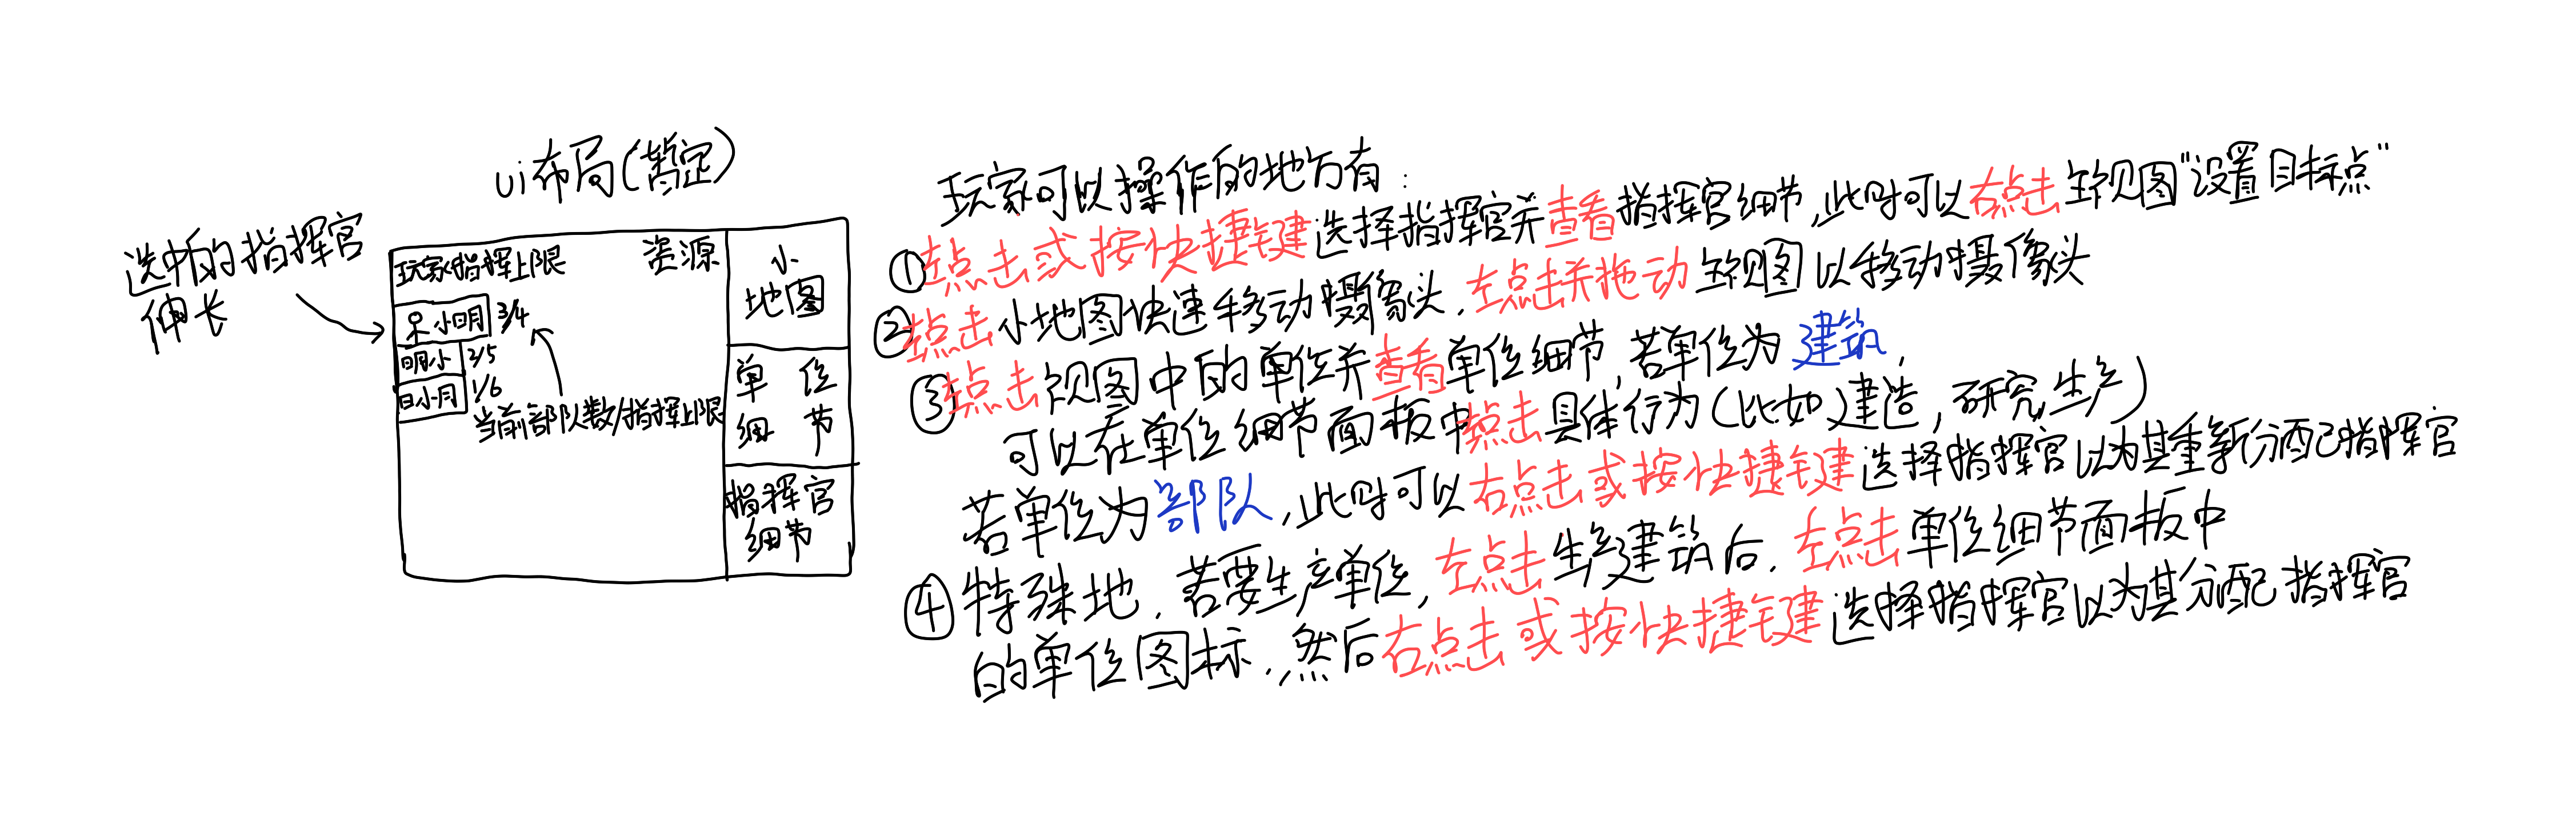 ui布局(暂定)
选中的指挥官
伸长
玩家指挥上限 资源
小
地图
呆小明 3/4
明小 2/5
日小月 1/6
当前部队数/指挥上限
单位
细节
指挥官
细节
玩家可以操作的地方有:
①左点击或按快捷键选择指挥官并查看指挥官细节,此时可以右点击主视图"设置目标点"
②左点击小地图快速移动摄像头,左点击并拖动主视图以移动摄像头
③左点击视图中的单位并查看单位细节,若单位为建筑,
可以在单位细节面板中左点击具体行为(比如)建造,研究,生产)
若单位为部队,此时可以右点击或按快捷键选择指挥官以为其重新分配指挥官
④特殊地,若要生产单位,左点击生产建筑后,左点击单位细节面板中
的单位图标,然后右点击或按快捷键选择指挥官以为其分配指挥官